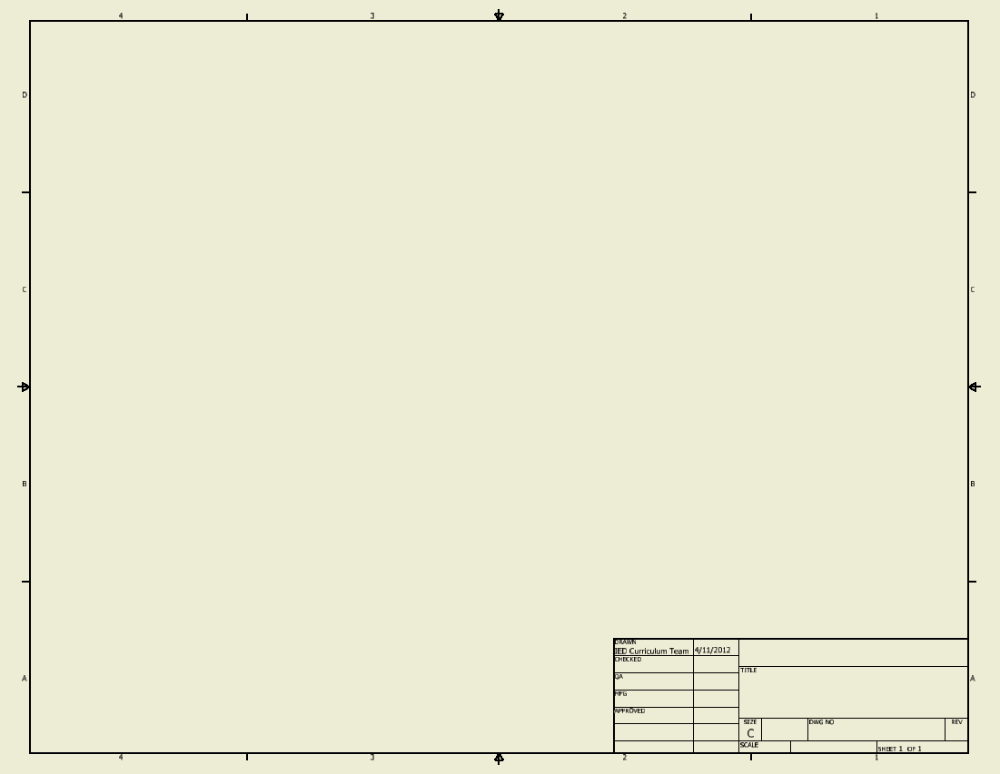 4 3 2 1
D D
C C
B B
A A
DRAWN
IED Curriculum Team 4/11/2012
CHECKED
QA
MFG
APPROVED
TITLE
SIZE DWG NO REV
C
SCALE
SHEET 1 OF 1
4 3 2 1